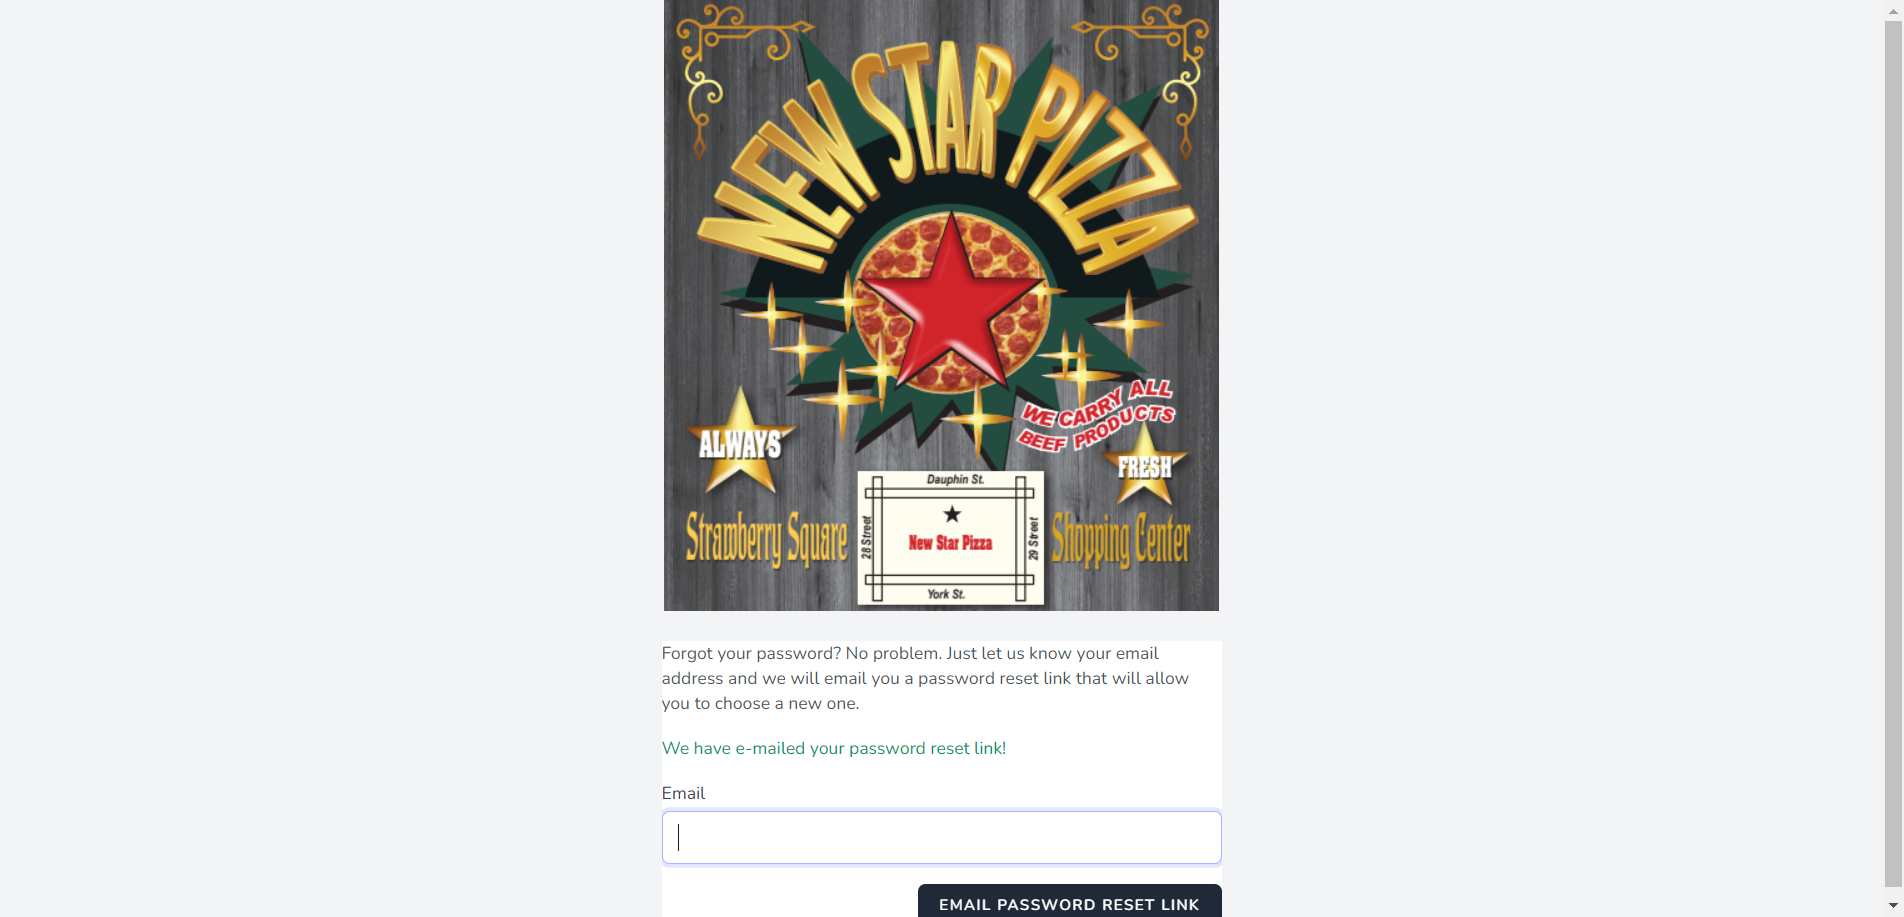 NEW STAR PIZZA
WE CARRY ALL
BEEF PRODUCTS
ALWAYS
FRESH
Strawberry Square
Shopping Center
Dauphin St.
28 Street
New Star Pizza
29 Street
York St.
Forgot your password? No problem. Just let us know your email
address and we will email you a password reset link that will allow
you to choose a new one.
We have e-mailed your password reset link!
Email
EMAIL PASSWORD RESET LINK